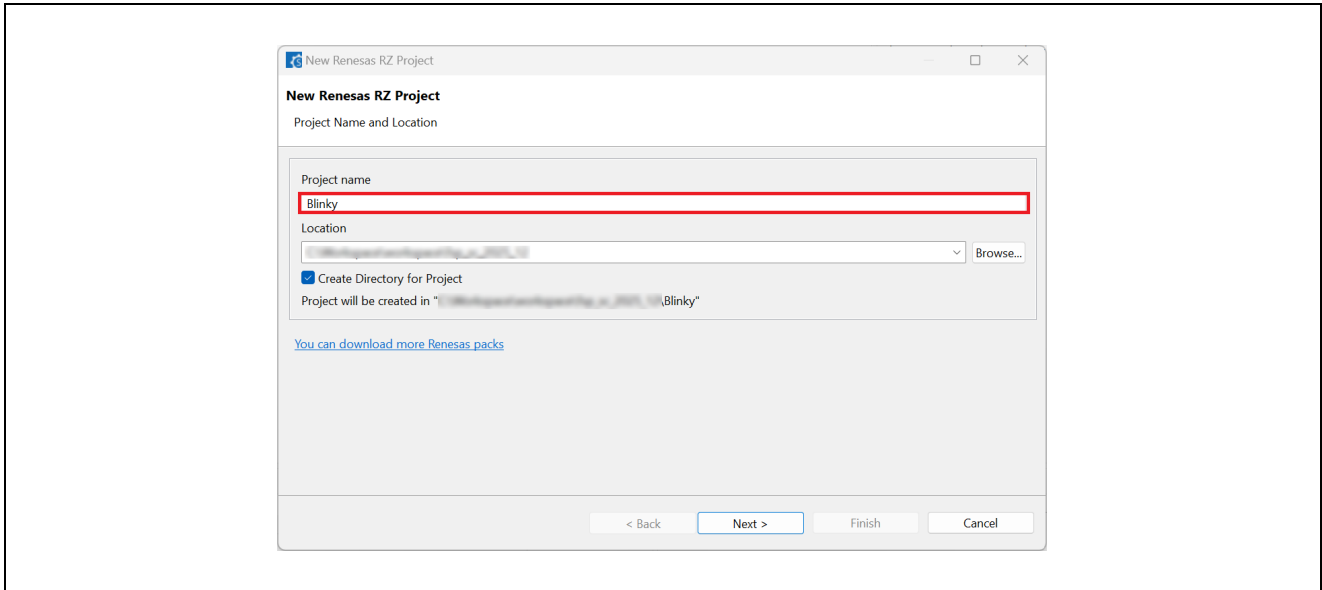 New Renesas RZ Project
New Renesas RZ Project
Project Name and Location
Project name
Blinky
Location
Browse...
Create Directory for Project
Project will be created in " \Blinky"
You can download more Renesas packs
< Back Next > Finish Cancel